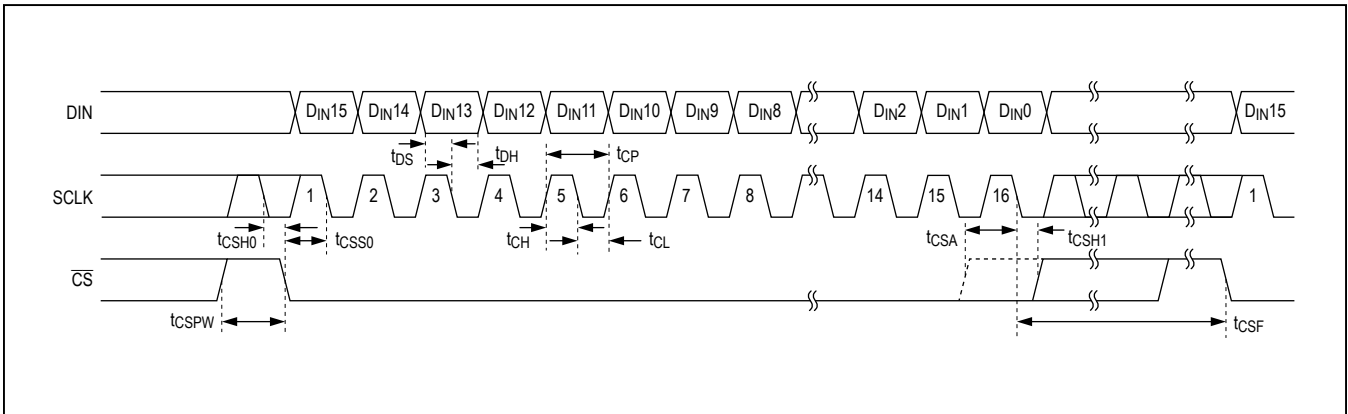 DIN DIN15 DIN14 DIN13 DIN12 DIN11 DIN10 DIN9 DIN8 DIN2 DIN1 DIN0 DIN15
tDS tDH tCP
SCLK 1 2 3 4 5 6 7 8 14 15 16 1
tCSH0 tCSS0 tCH tCL tCSA tCSH1
CS
tCSPW tCSF